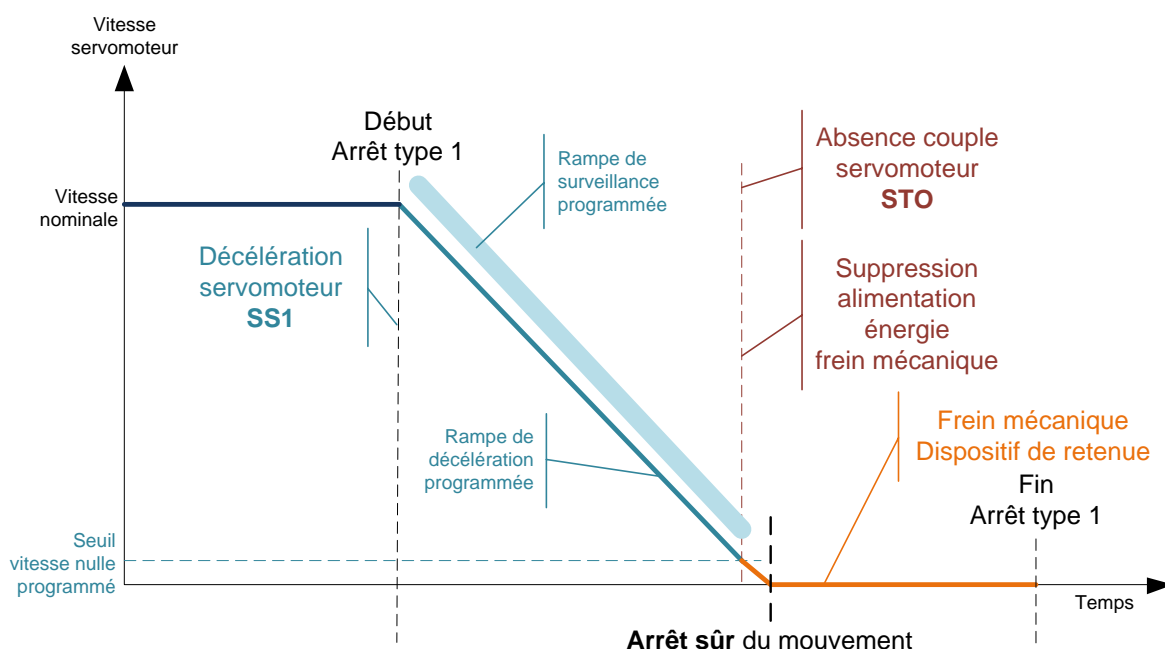 Vitesse
servomoteur
Début
Arrêt type 1
Rampe de
surveillance
programmée
Absence couple
servomoteur
STO
Vitesse
nominale
Décélération
servomoteur
SS1
Suppression
alimentation
énergie
frein mécanique
Rampe de
décélération
programmée
Frein mécanique
Dispositif de retenue
Fin
Arrêt type 1
Seuil
vitesse nulle
programmé
Temps
Arrêt sûr du mouvement